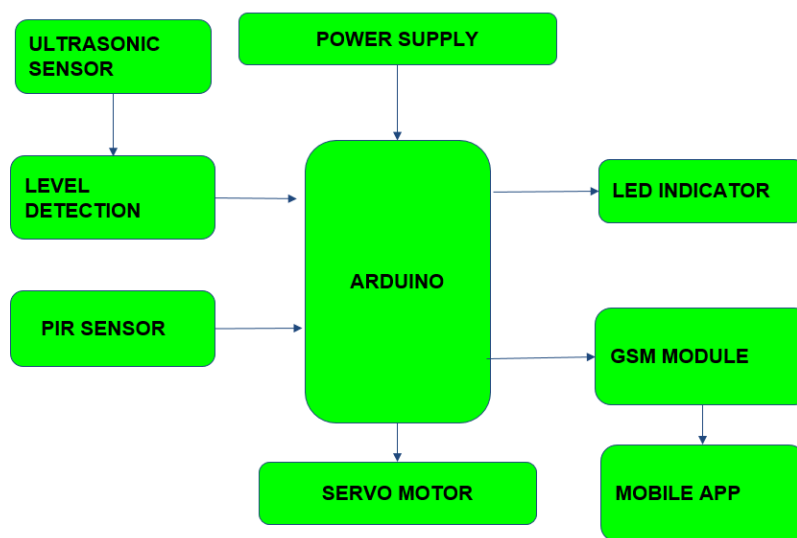 ULTRASONIC
SENSOR
POWER SUPPLY
LEVEL
DETECTION
LED INDICATOR
ARDUINO
PIR SENSOR
GSM MODULE
SERVO MOTOR
MOBILE APP